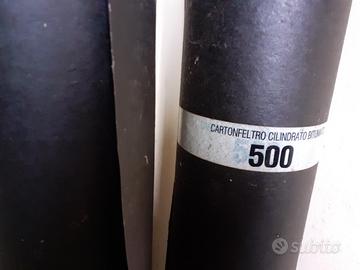 CARTONFELTRO CILINDRATO BITUMATO
500
subito